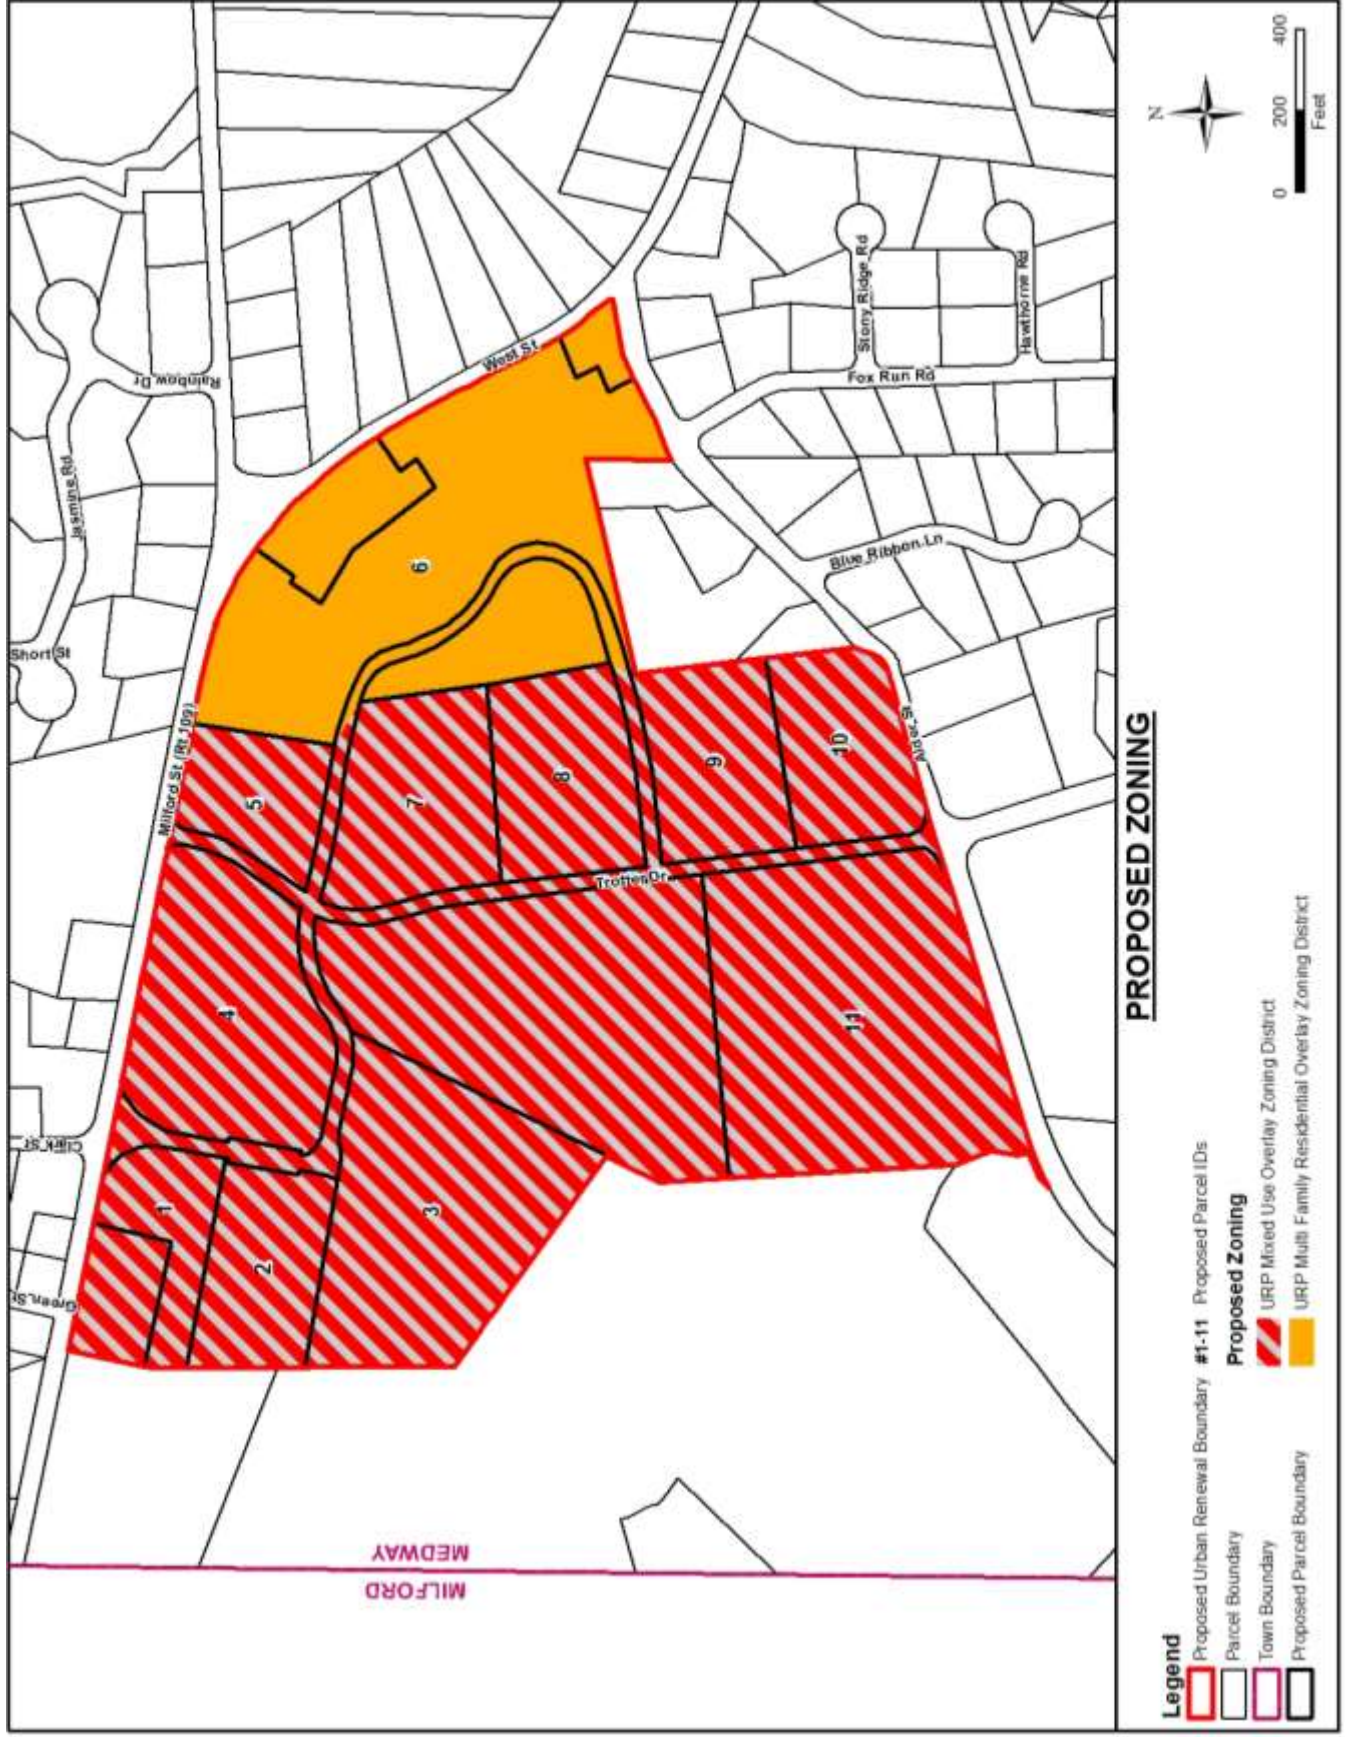 Green St
Clark St
Milford St (Rt 109)
Short St
Jasmine Rd
Rainbow Dr
West St
Trotter Dr
Alder St
Blue Ribbon Ln
Fox Run Rd
Stony Ridge Rd
Hawthorne Rd
1
2
3
4
5
6
7
8
9
10
11
MILFORD
MEDWAY
PROPOSED ZONING
Legend
Proposed Urban Renewal Boundary
Parcel Boundary
Town Boundary
Proposed Parcel Boundary
#1-11 Proposed Parcel IDs
Proposed Zoning
URP Mixed Use Overlay Zoning District
URP Multi Family Residential Overlay Zoning District
N
0 200 400
Feet